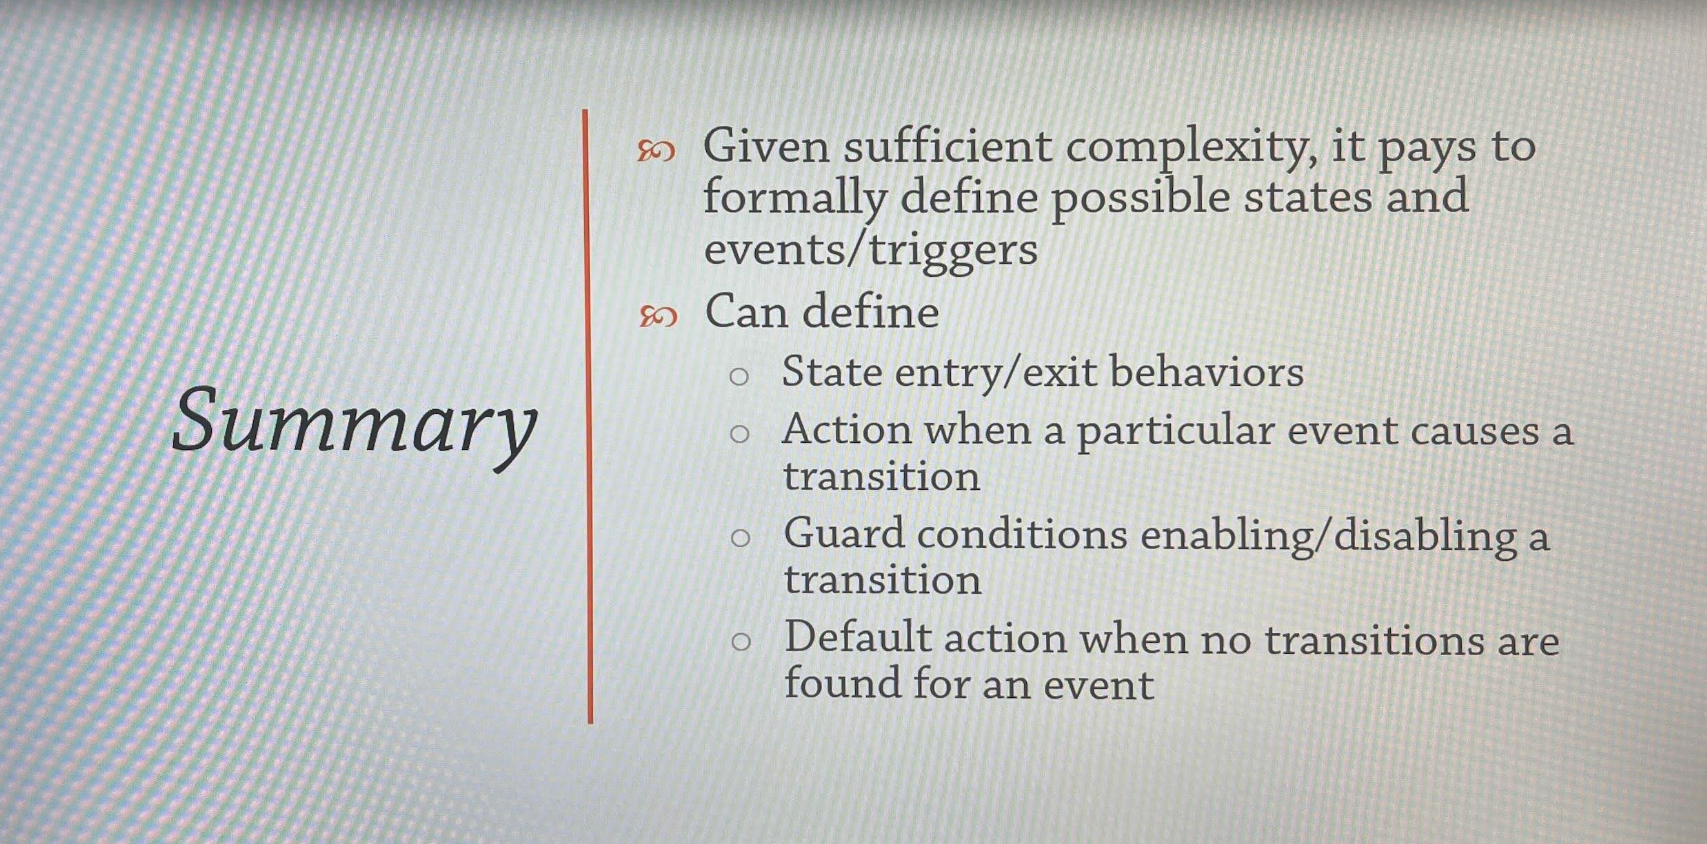 Summary
Given sufficient complexity, it pays to
formally define possible states and
events/triggers
Can define
State entry/exit behaviors
Action when a particular event causes a
transition
Guard conditions enabling/disabling a
transition
Default action when no transitions are
found for an event